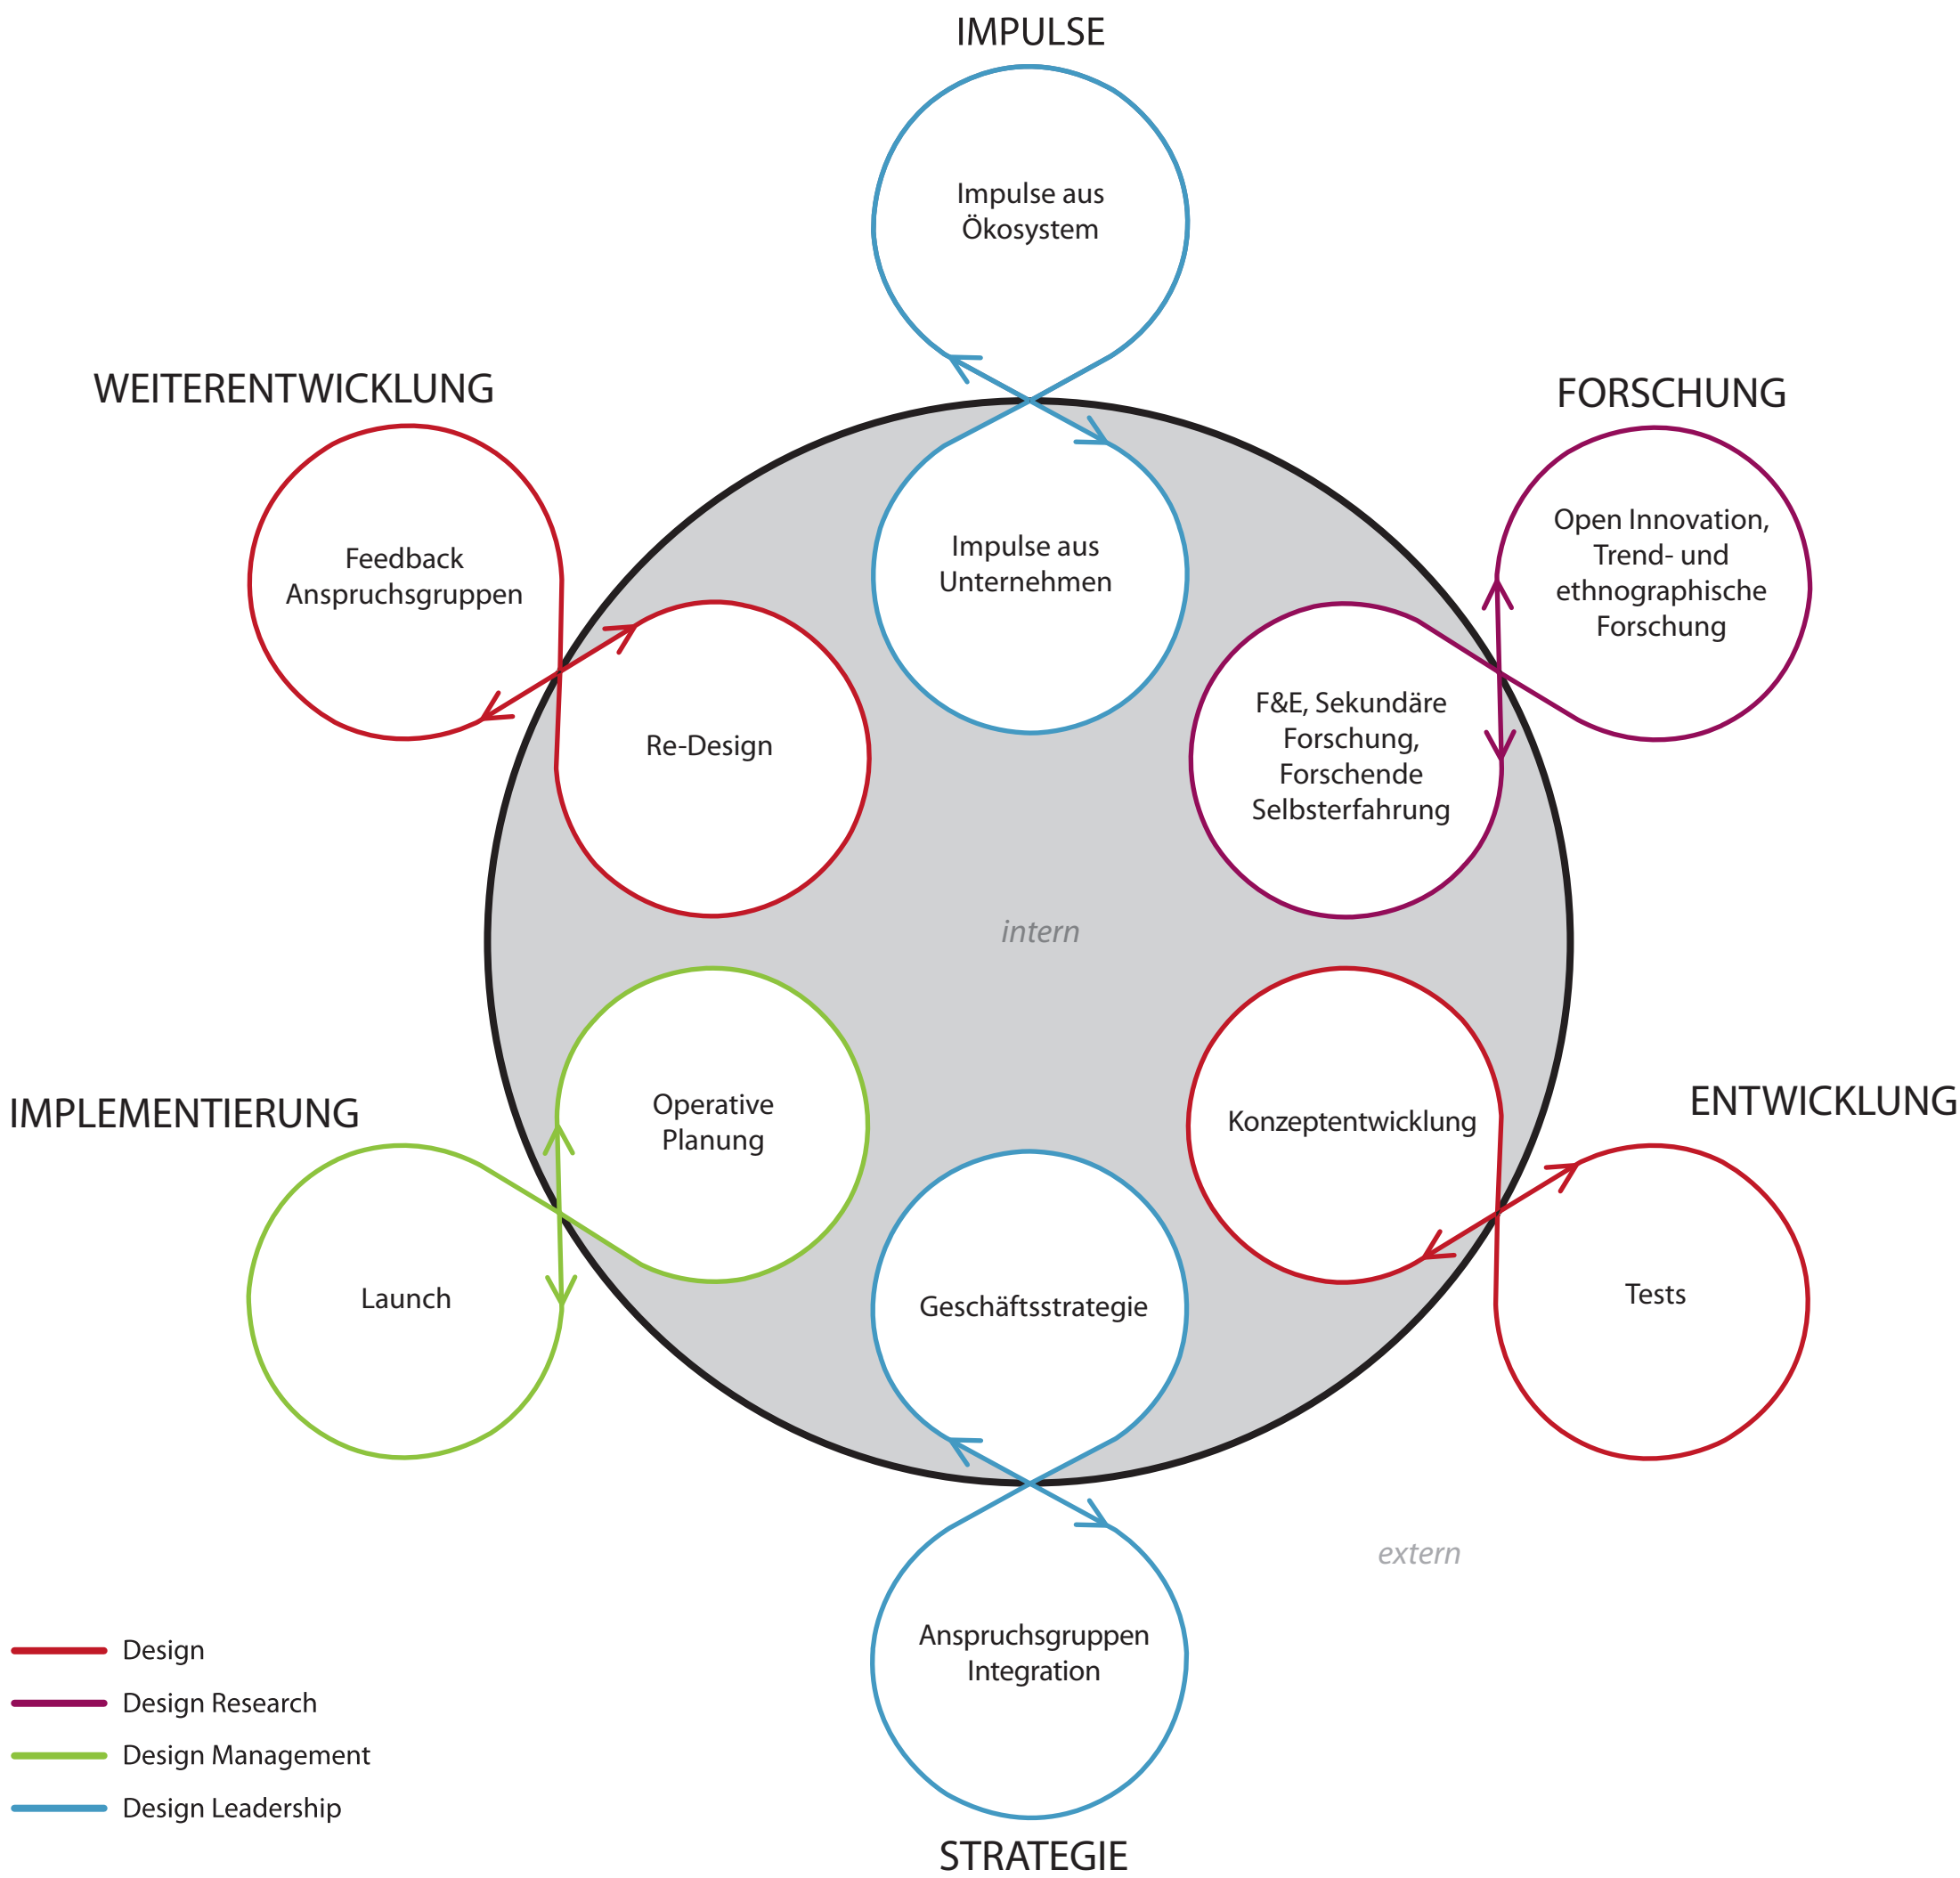 IMPULSE
Impulse aus
Ökosystem
WEITERENTWICKLUNG
FORSCHUNG
Feedback
Anspruchsgruppen
Impulse aus
Unternehmen
Open Innovation,
Trend- und
ethnographische
Forschung
Re-Design
F&E, Sekundäre
Forschung,
Forschende
Selbsterfahrung
intern
IMPLEMENTIERUNG
Operative
Planung
Konzeptentwicklung
ENTWICKLUNG
Launch
Geschäftsstrategie
Tests
extern
Anspruchsgruppen
Integration
STRATEGIE
Design
Design Research
Design Management
Design Leadership